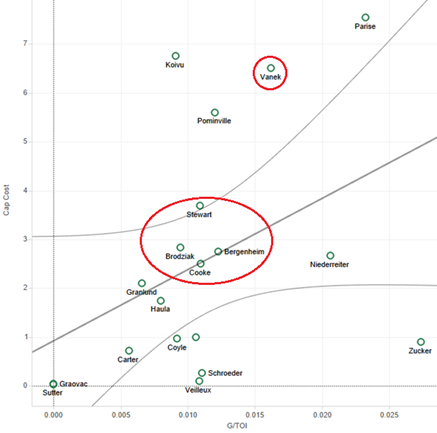 Parise
7
Koivu
Vanek
6
Pominville
5
Cap Cost
4
Stewart
3
Brodziak
Bergenheim
Cooke
Niederreiter
2
Granlund
Haula
1
Coyle
Zucker
Carter
Schroeder
0
Graovac
Veilleux
Sutter
0.000
0.005
0.010
0.015
0.020
0.025
G/TOI